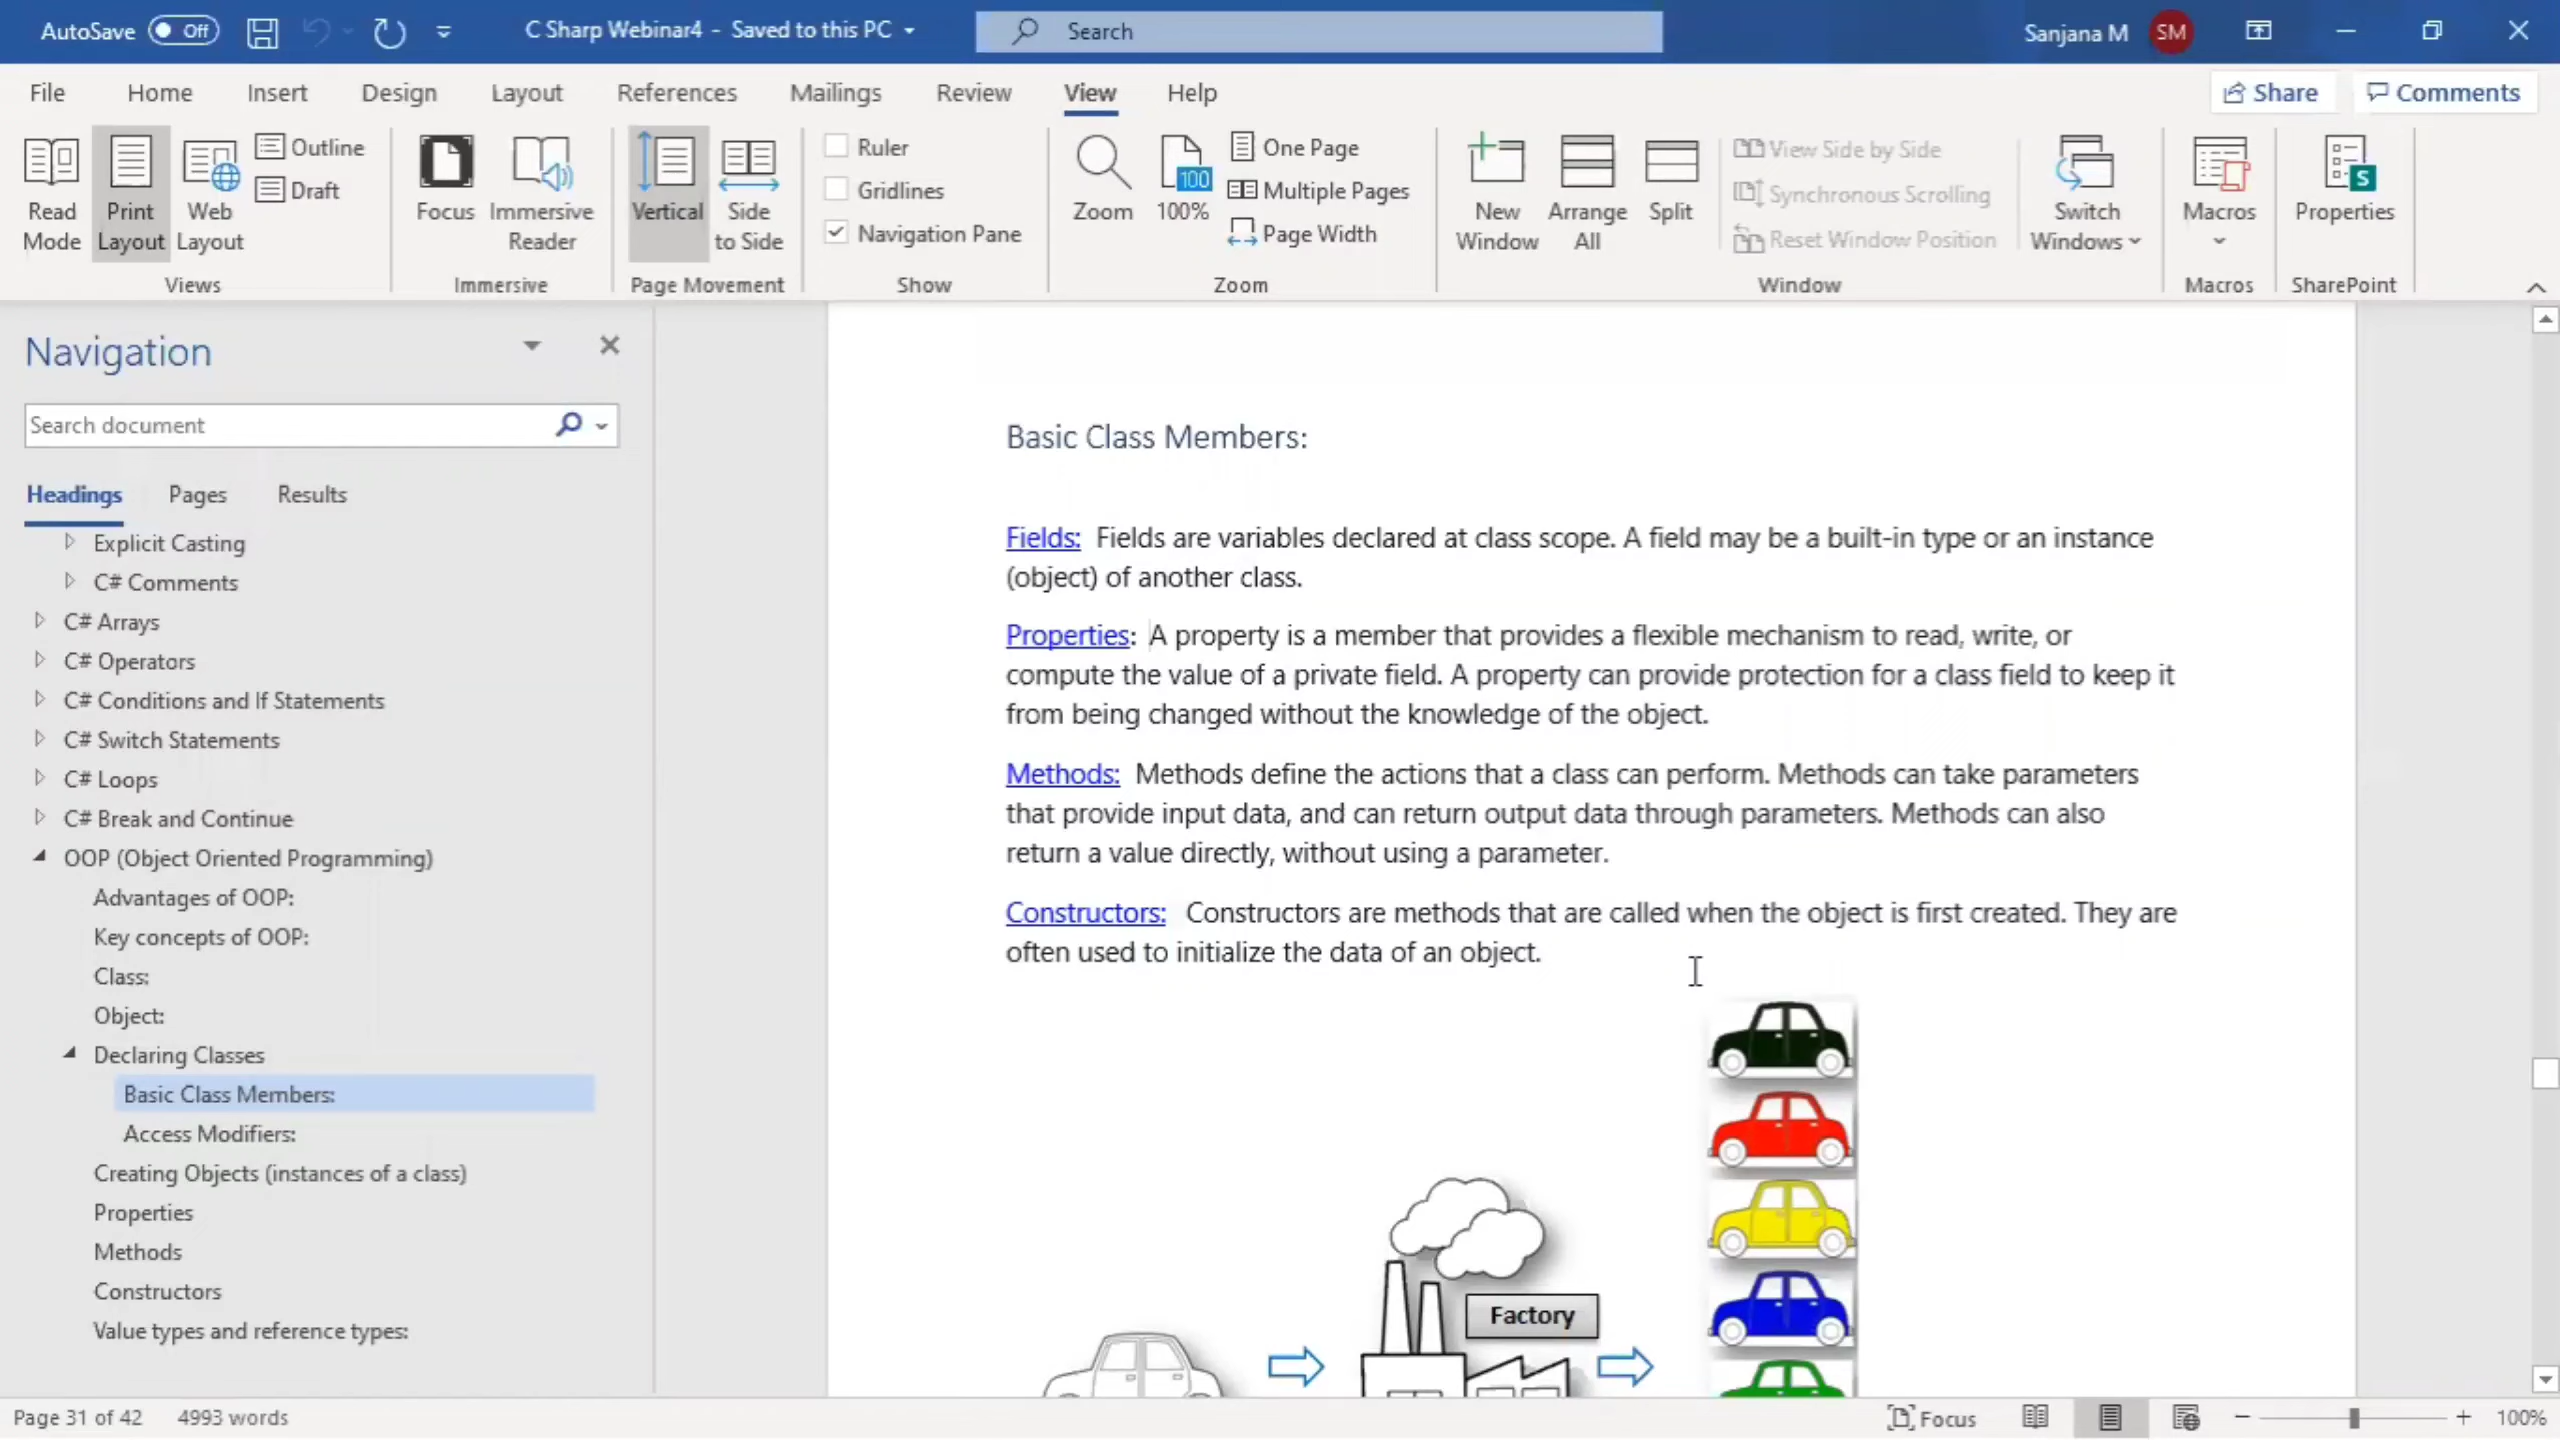 AutoSave Off C Sharp Webinar4 - Saved to this PC Search Sanjana M SM
File Home Insert Design Layout References Mailings Review View Help Share Comments
Read Mode
Print Layout
Web Layout
Outline
Draft
Views
Focus
Immersive Reader
Immersive
Vertical
Side to Side
Page Movement
Ruler
Gridlines
Navigation Pane
Show
Zoom
100
100%
One Page
Multiple Pages
Page Width
Zoom
New Window
Arrange All
Split
View Side by Side
Synchronous Scrolling
Reset Window Position
Switch Windows
Window
Macros
Macros
S
Properties
SharePoint
Navigation
Search document
Headings Pages Results
Explicit Casting
C# Comments
C# Arrays
C# Operators
C# Conditions and If Statements
C# Switch Statements
C# Loops
C# Break and Continue
OOP (Object Oriented Programming)
Advantages of OOP:
Key concepts of OOP:
Class:
Object:
Declaring Classes
Basic Class Members:
Access Modifiers:
Creating Objects (instances of a class)
Properties
Methods
Constructors
Value types and reference types:
Basic Class Members:
Fields: Fields are variables declared at class scope. A field may be a built-in type or an instance
(object) of another class.
Properties: A property is a member that provides a flexible mechanism to read, write, or
compute the value of a private field. A property can provide protection for a class field to keep it
from being changed without the knowledge of the object.
Methods: Methods define the actions that a class can perform. Methods can take parameters
that provide input data, and can return output data through parameters. Methods can also
return a value directly, without using a parameter.
Constructors: Constructors are methods that are called when the object is first created. They are
often used to initialize the data of an object.
Factory
Page 31 of 42 4993 words Focus 100%